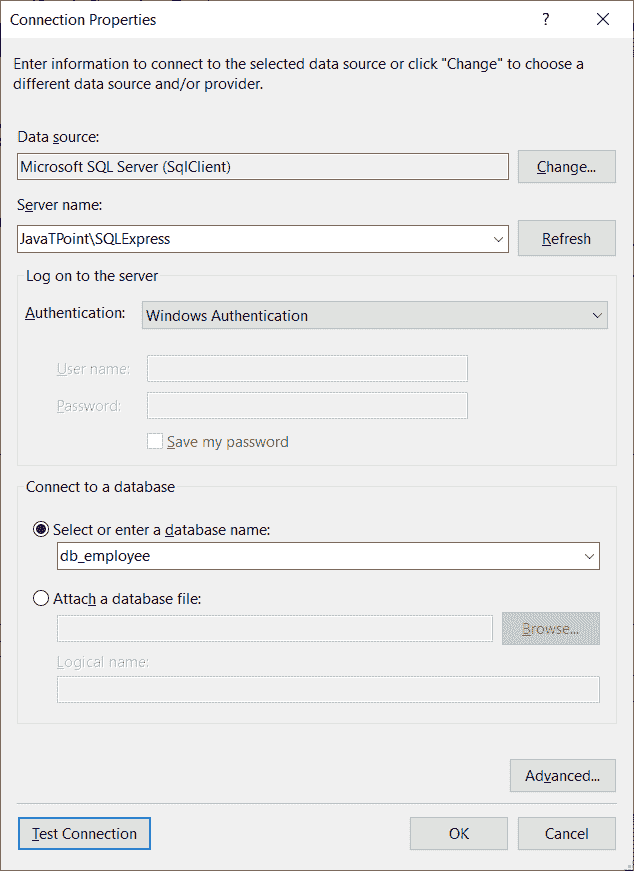 Connection Properties
?
Enter information to connect to the selected data source or click "Change" to choose a
different data source and/or provider.
Data source:
Microsoft SQL Server (SqlClient)
Change...
Server name:
JavaTPoint\SQLExpress
Refresh
Log on to the server
Authentication:
Windows Authentication
User name:
Password:
Save my password
Connect to a database
Select or enter a database name:
db_employee
Attach a database file:
Browse...
Logical name:
Advanced...
Test Connection
OK
Cancel